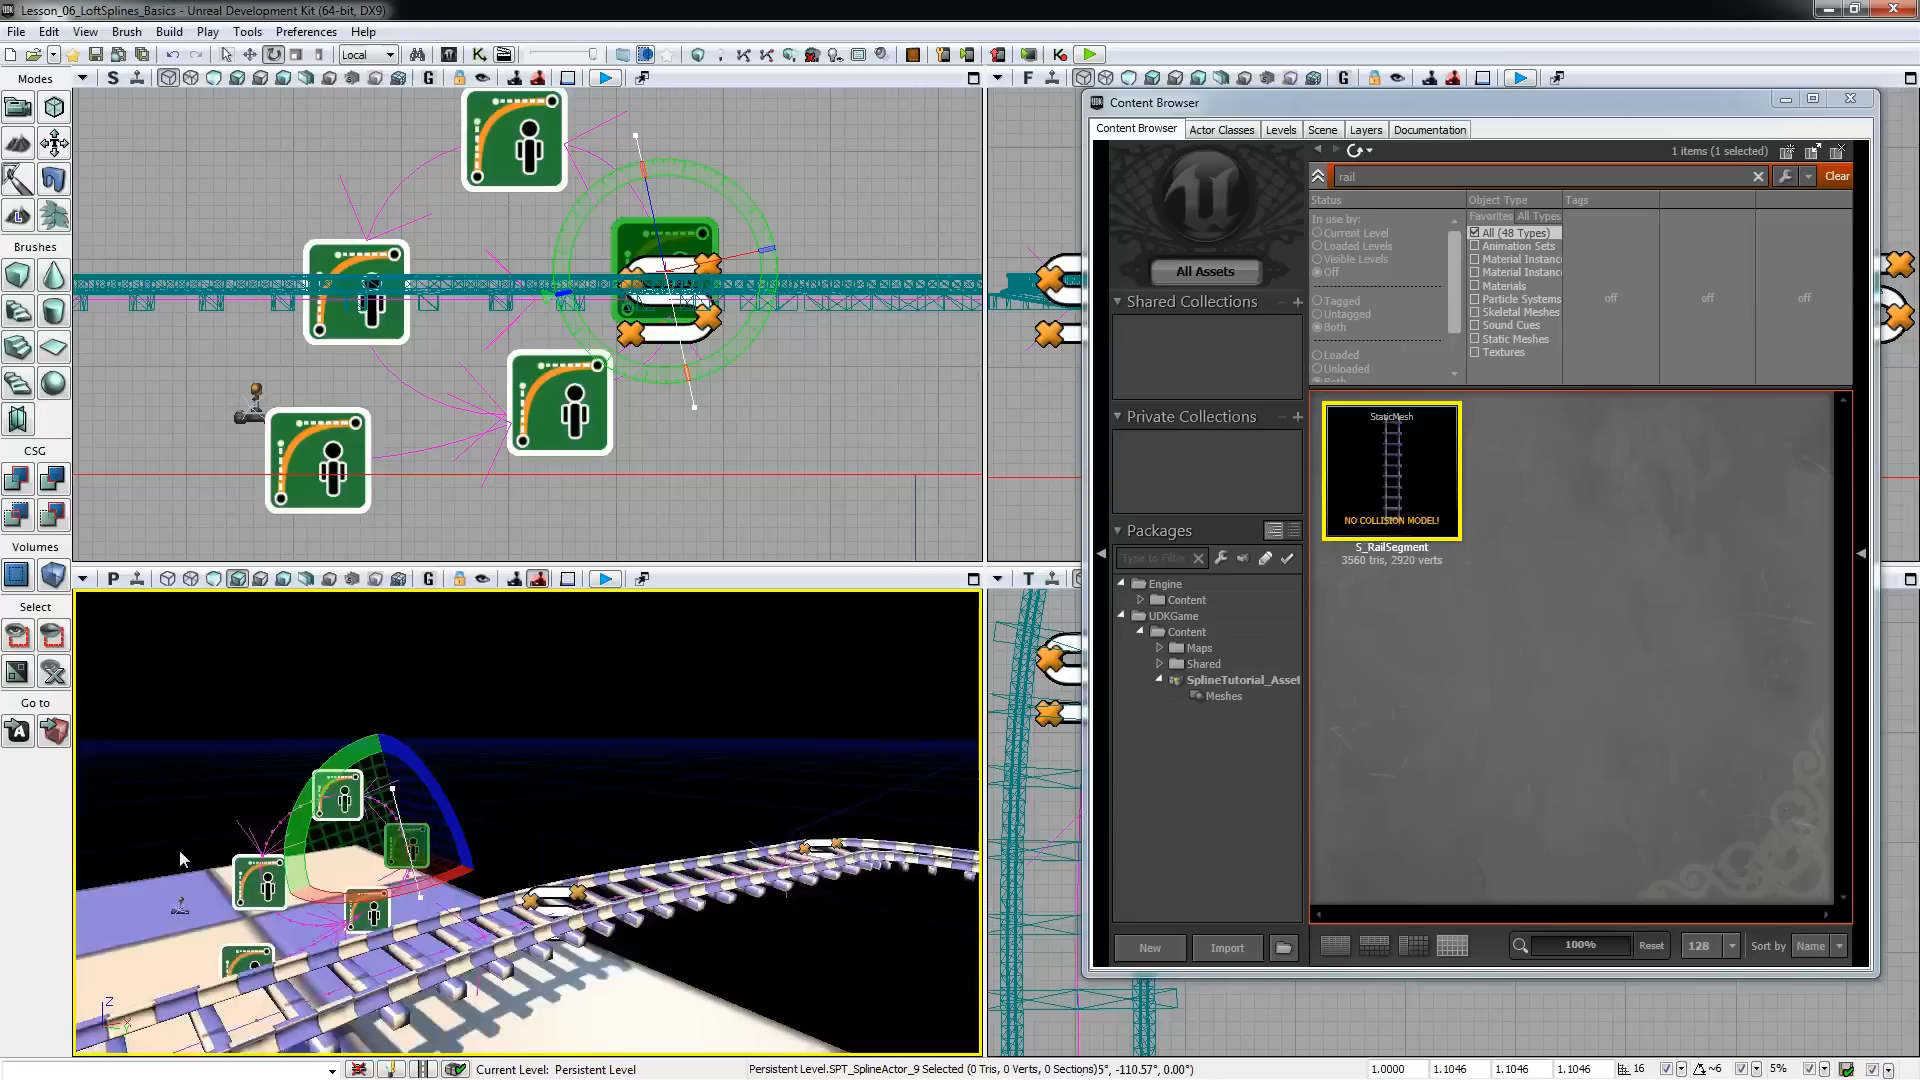 Lesson_06_LoftSplines_Basics - Unreal Development Kit (64-bit, DX9)
File Edit View Brush Build Play Tools Preferences Help
Local
Modes
S
G
F
G
Brushes
CSG
Volumes
Select
Go to
P
G
T
Content Browser
Content Browser Actor Classes Levels Scene Layers Documentation
1 items (1 selected)
rail
Clear
Status
Object Type
Tags
In use by:
Current Level
Loaded Levels
Visible Levels
Off
Tagged
Untagged
Both
Loaded
Unloaded
Favorites All Types
All (48 Types)
Animation Sets
Material Instanc
Material Instanc
Materials
Particle Systems
Skeletal Meshes
Sound Cues
Static Meshes
Textures
off
off
off
All Assets
Shared Collections
Private Collections
Packages
Type to Filter
Engine
Content
UDKGame
Content
Maps
Shared
SplineTutorial_Asset
Meshes
New
Import
StaticMesh
NO COLLISION MODEL!
S_RailSegment
3560 tris, 2920 verts
100%
Reset
128
Sort by
Name
Z
Current Level: Persistent Level
Persistent Level.SPT_SplineActor_9 Selected (0 Tris, 0 Verts, 0 Sections)5°, -110.57°, 0.00°)
1.0000
1.1046
1.1046
1.1046
16
~6
5%